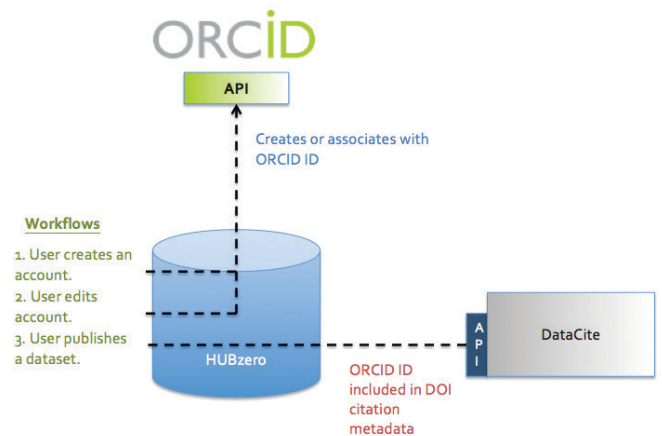 ORCiD
API
Creates or associates with
ORCID ID
Workflows
1. User creates an
account.
2. User edits
account.
3. User publishes
a dataset.
HUBzero
API
DataCite
ORCID ID
included in DOI
citation
metadata